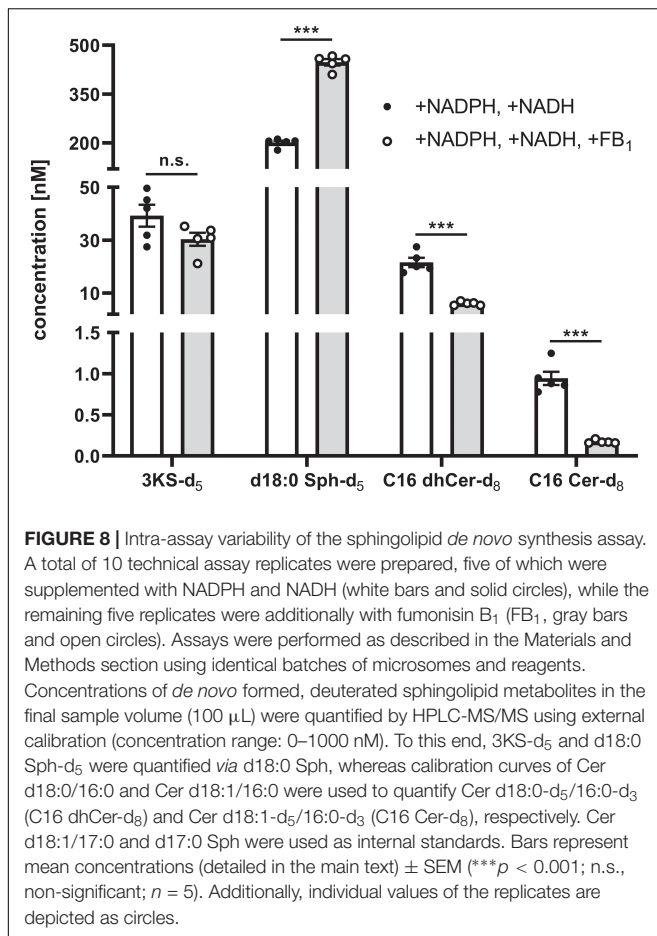 500
350
200
50
30
10
1.5
1.0
0.5
0.0
concentration [nM]
***
n.s.
***
***
+NADPH, +NADH
+NADPH, +NADH, +FB₁
3KS-d₅
d18:0 Sph-d₅
C16 dhCer-d₈
C16 Cer-d₈
FIGURE 8 | Intra-assay variability of the sphingolipid de novo synthesis assay.
A total of 10 technical assay replicates were prepared, five of which were
supplemented with NADPH and NADH (white bars and solid circles), while the
remaining five replicates were additionally with fumonisin B₁ (FB₁, gray bars
and open circles). Assays were performed as described in the Materials and
Methods section using identical batches of microsomes and reagents.
Concentrations of de novo formed, deuterated sphingolipid metabolites in the
final sample volume (100 μL) were quantified by HPLC-MS/MS using external
calibration (concentration range: 0–1000 nM). To this end, 3KS-d₅ and d18:0
Sph-d₅ were quantified via d18:0 Sph, whereas calibration curves of Cer
d18:0/16:0 and Cer d18:1/16:0 were used to quantify Cer d18:0-d₅/16:0-d₃
(C16 dhCer-d₈) and Cer d18:1-d₅/16:0-d₃ (C16 Cer-d₈), respectively. Cer
d18:1/17:0 and d17:0 Sph were used as internal standards. Bars represent
mean concentrations (detailed in the main text) ± SEM (***p < 0.001; n.s.,
non-significant; n = 5). Additionally, individual values of the replicates are
depicted as circles.